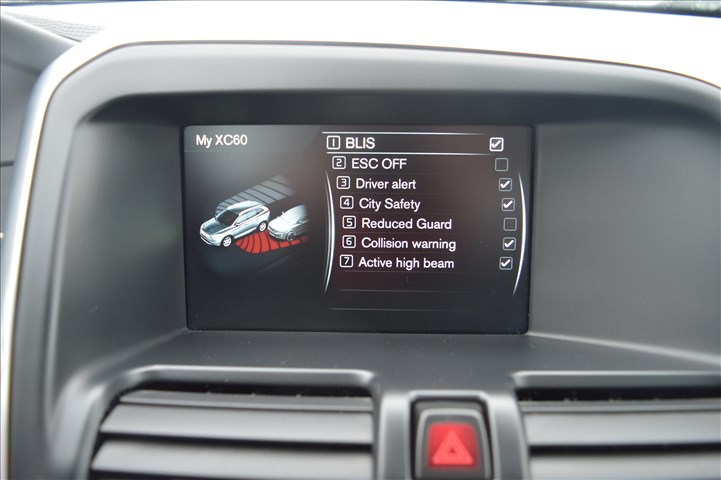 My XC60
1 BLIS
2 ESC OFF
3 Driver alert
4 City Safety
5 Reduced Guard
6 Collision warning
7 Active high beam